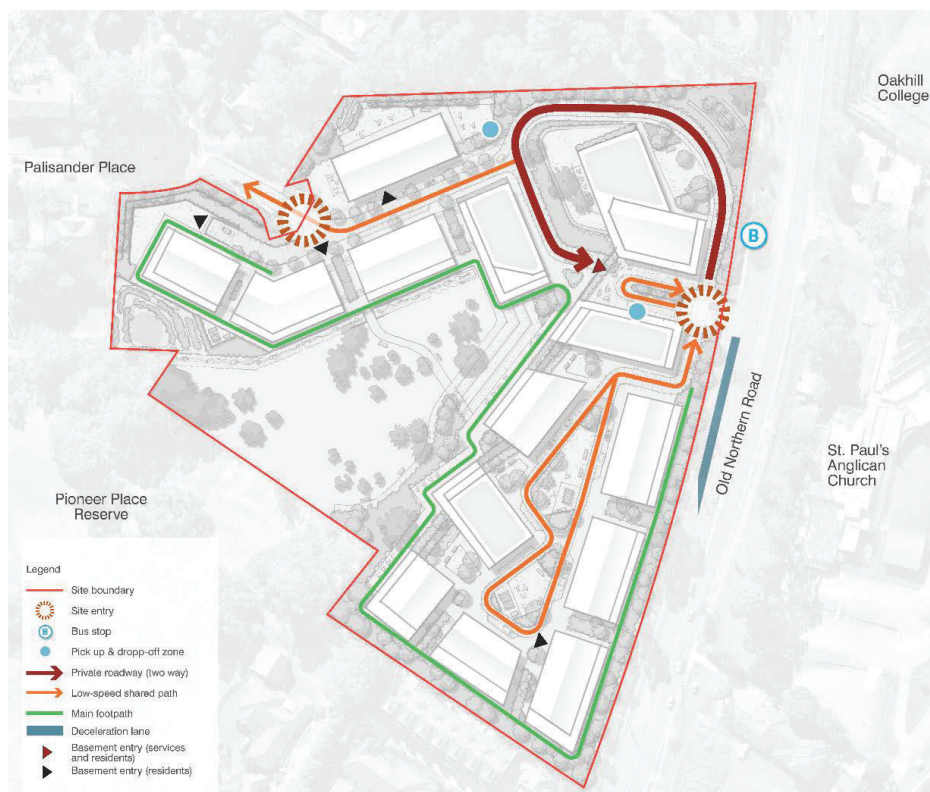 Oakhill
College
Palisander Place
B
Old Northern Road
St. Paul's
Anglican
Church
Pioneer Place
Reserve
Legend
Site boundary
Site entry
B
Bus stop
Pick up & dropp-off zone
Private roadway (two way)
Low-speed shared path
Main footpath
Deceleration lane
Basement entry (services
and residents)
Basement entry (residents)